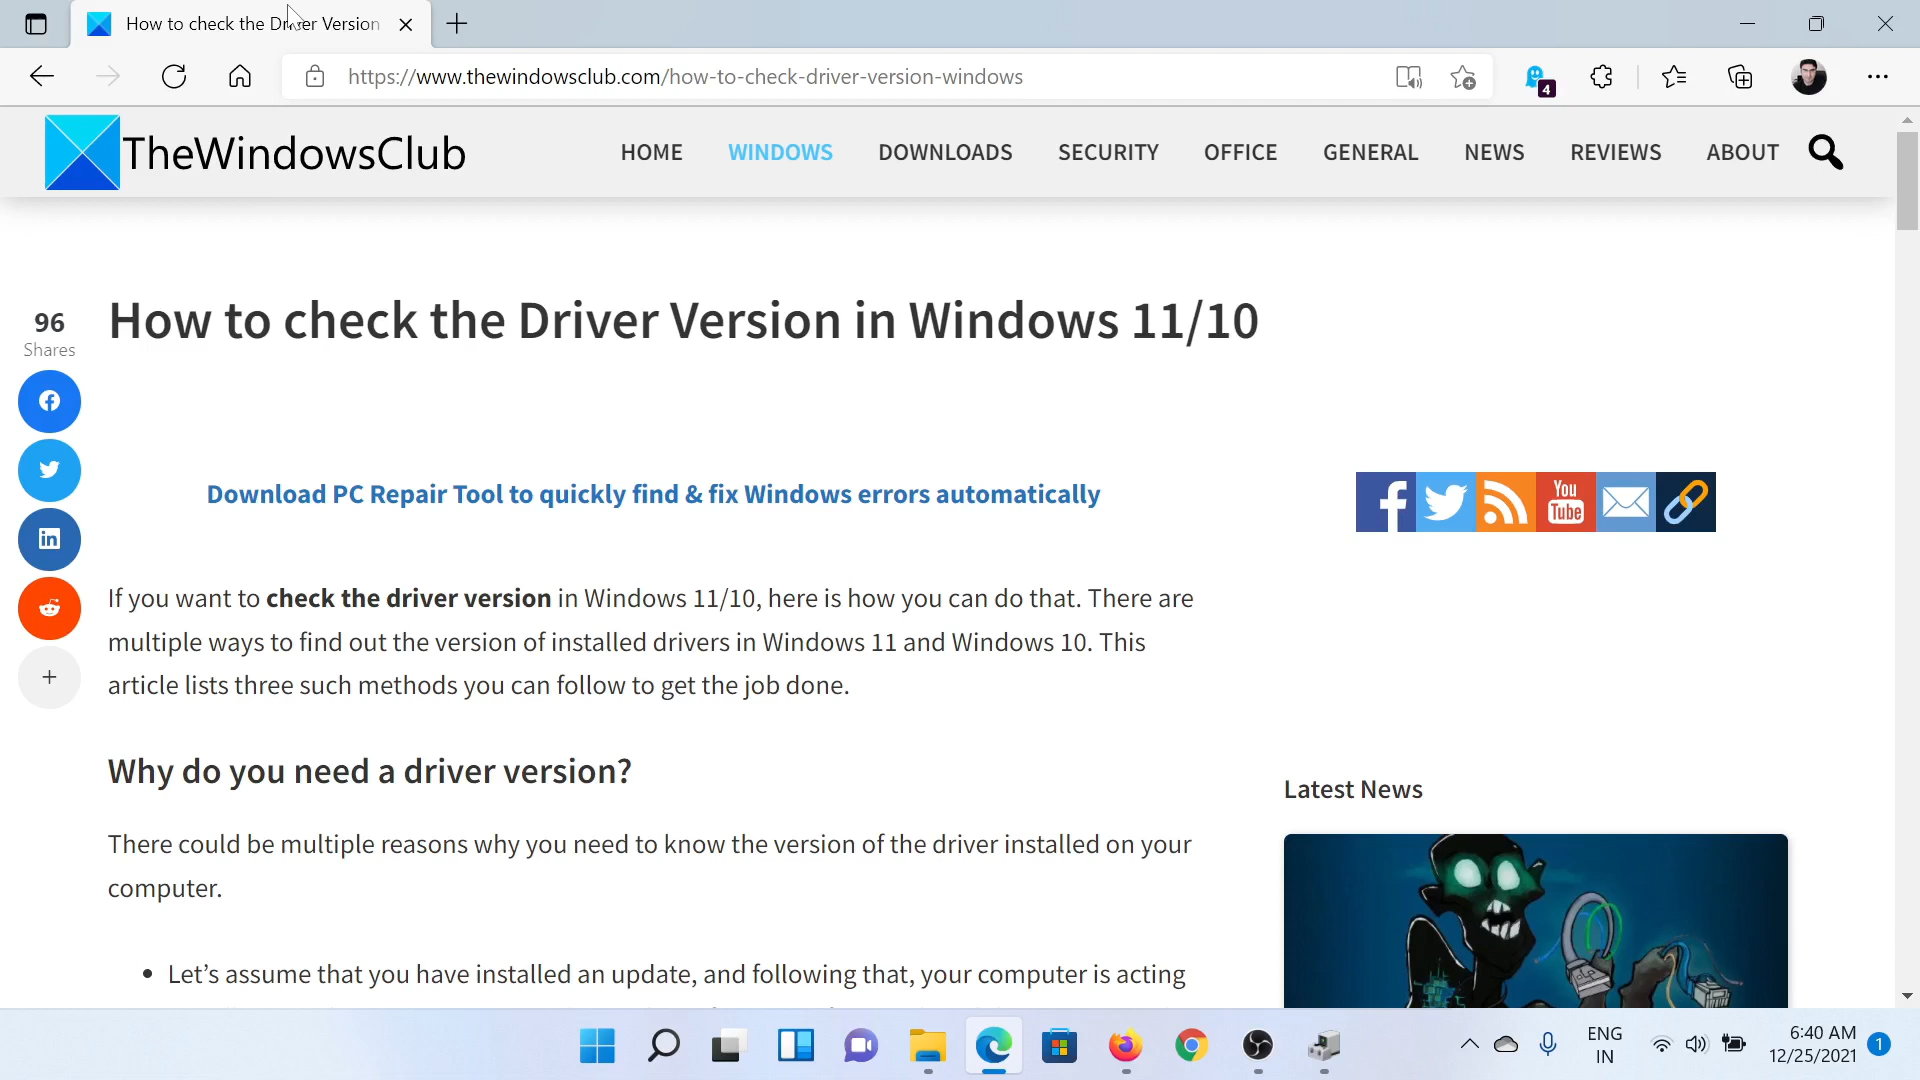 How to check the Driver Version
https://www.thewindowsclub.com/how-to-check-driver-version-windows
4
TheWindowsClub
HOME WINDOWS DOWNLOADS SECURITY OFFICE GENERAL NEWS REVIEWS ABOUT
96
Shares
How to check the Driver Version in Windows 11/10
Download PC Repair Tool to quickly find & fix Windows errors automatically
You
Tube
If you want to check the driver version in Windows 11/10, here is how you can do that. There are
multiple ways to find out the version of installed drivers in Windows 11 and Windows 10. This
article lists three such methods you can follow to get the job done.
Why do you need a driver version?
There could be multiple reasons why you need to know the version of the driver installed on your
computer.
• Let’s assume that you have installed an update, and following that, your computer is acting
Latest News
ENG
IN
6:40 AM
12/25/2021
1